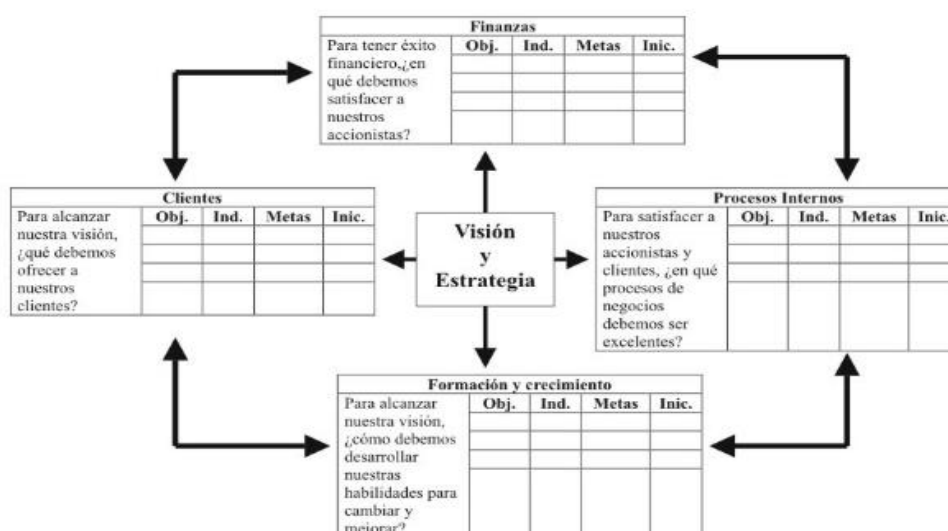 Finanzas
Para tener éxito
financiero,¿en
qué debemos
satisfacer a
nuestros
accionistas?
Obj. Ind. Metas Inic.
Clientes
Para alcanzar
nuestra visión,
¿qué debemos
ofrecer a
nuestros
clientes?
Obj. Ind. Metas Inic.
Visión
y
Estrategia
Procesos Internos
Para satisfacer a
nuestros
accionistas y
clientes, ¿en qué
procesos de
negocios
debemos ser
excelentes?
Obj. Ind. Metas Inic.
Formación y crecimiento
Para alcanzar
nuestra visión,
¿cómo debemos
desarrollar
nuestras
habilidades para
cambiar y
mejorar?
Obj. Ind. Metas Inic.